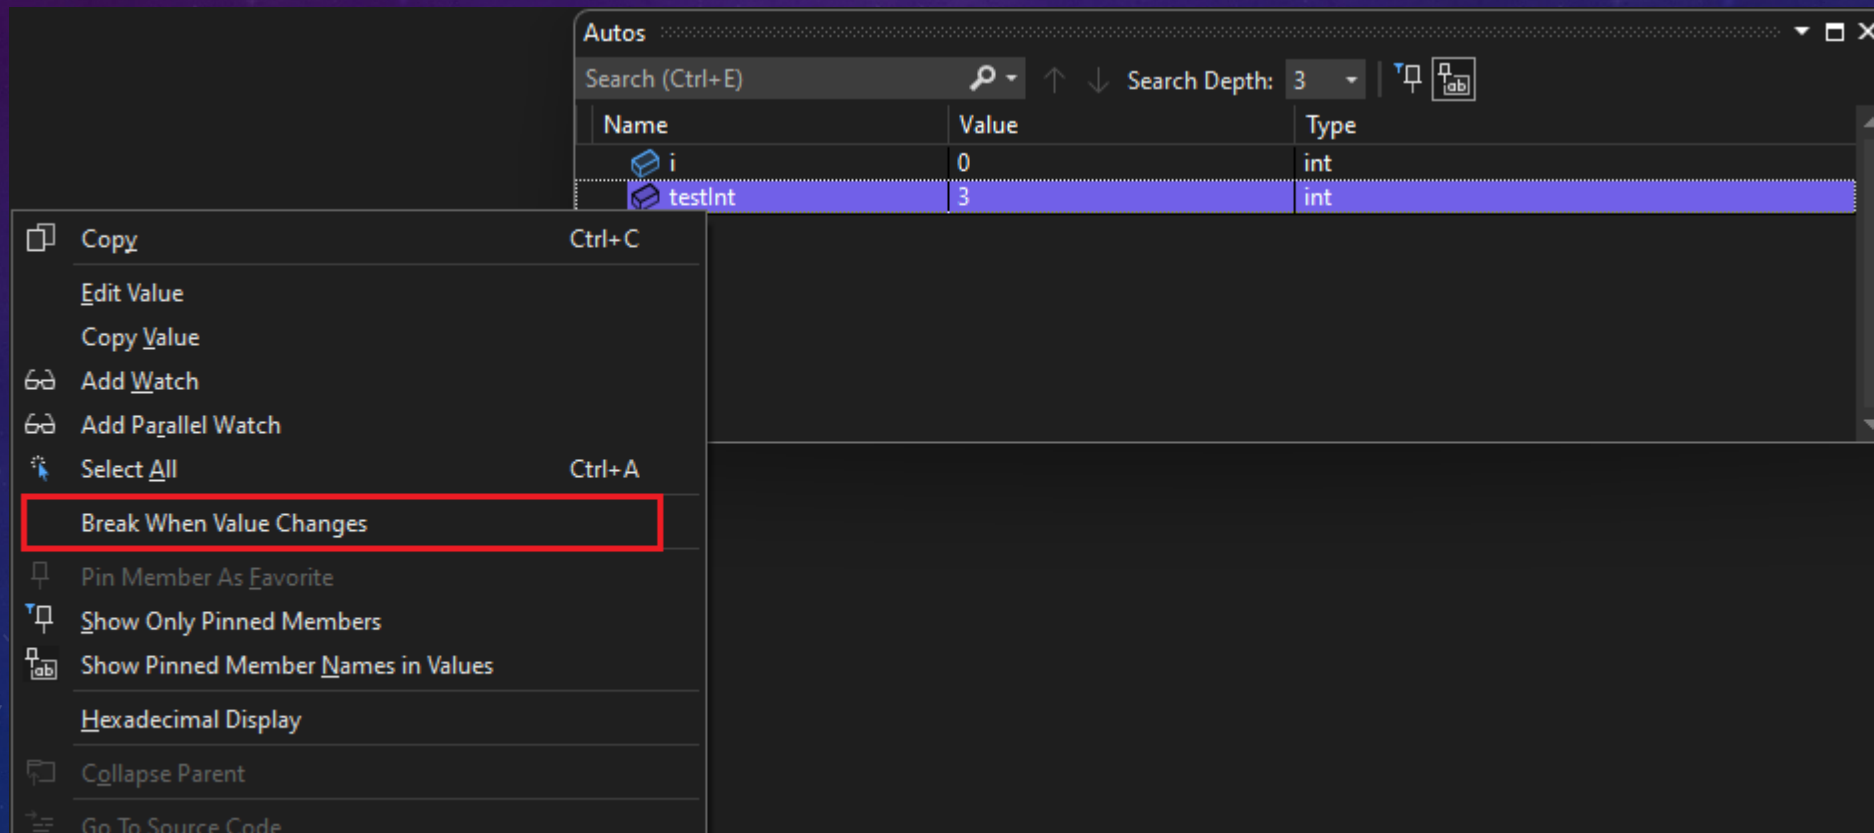 Autos
Search (Ctrl+E)
Search Depth: 3
ab
Name Value Type
i 0 int
testInt 3 int
Copy Ctrl+C
Edit Value
Copy Value
Add Watch
Add Parallel Watch
Select All Ctrl+A
Break When Value Changes
Pin Member As Favorite
Show Only Pinned Members
ab Show Pinned Member Names in Values
Hexadecimal Display
Collapse Parent
Go To Source Code